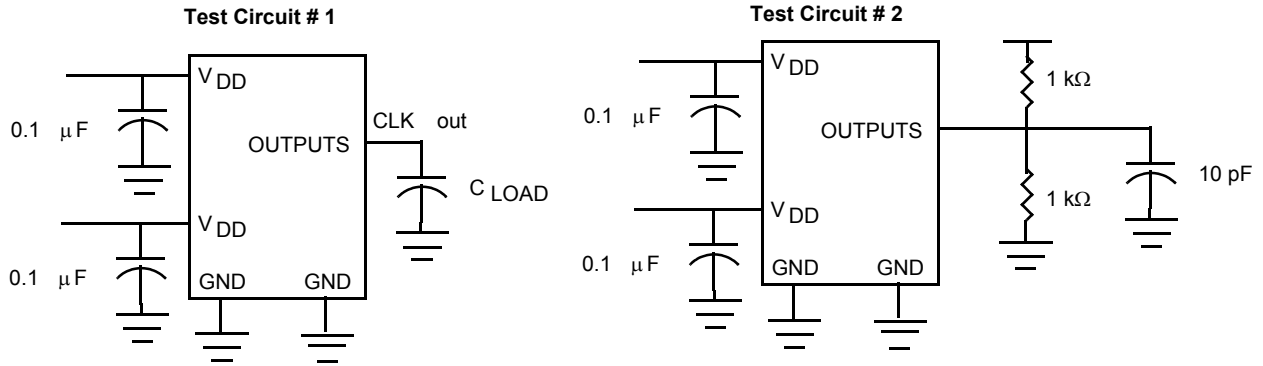 Test Circuit # 1
V DD
0.1 μF
CLK out
OUTPUTS
C LOAD
V DD
0.1 μF
GND
GND
Test Circuit # 2
V DD
1 kΩ
0.1 μF
OUTPUTS
10 pF
1 kΩ
V DD
0.1 μF
GND
GND